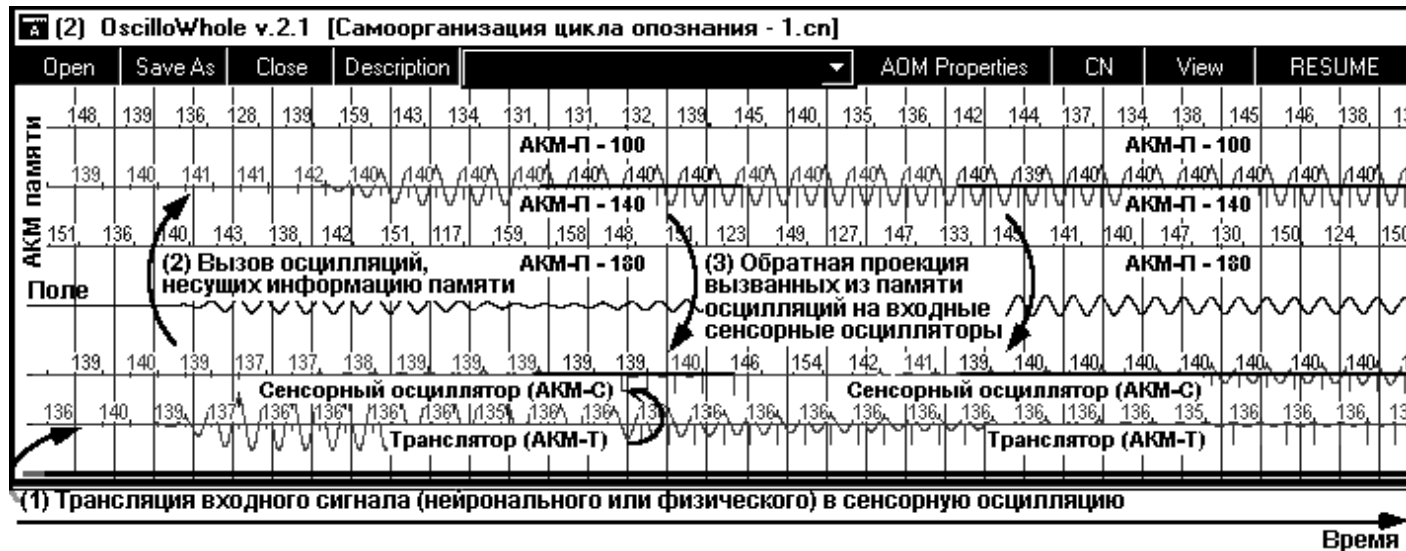 (2) OscilloWhole v.2.1 [Самоорганизация цикла опознания - 1.cn]
Open Save As Close Description AOM Properties CN View RESUME
148, 139, 136, 128, 139, 159, 143, 134, 131, 131, 132, 139, 145, 140, 135, 136, 142, 144, 137, 134, 138, 145, 146, 138,
АКМ-П - 100 АКМ-П - 100
АКМ памяти
139, 140, 141, 141, 142, 140 140 140 140 140 140 140 140 140 140 140 140 139 140 140 140 140 140 140
АКМ-П - 140 АКМ-П - 140
151, 136, 140, 143, 138, 142, 151, 117, 159, 158, 148, 123, 149, 127, 147, 133, 141, 140, 147, 130, 150, 124, 150
(2) Вызов осцилляций,
несущих информацию памяти
АКМ-П - 180
(3) Обратная проекция
вызванных из памяти
осцилляций на входные
сенсорные осцилляторы
АКМ-П - 180
Поле
139, 140, 139, 137, 137, 138, 139, 139, 139, 139, 139, 140, 146, 154, 142, 141, 139, 140, 140, 140, 140, 140, 140, 140
Сенсорный осциллятор (АКМ-С) Сенсорный осциллятор (АКМ-С)
136, 140, 139, 137 136 136 136 136 135 136 136 136 136 136 136 136 136 136 136 136 135 136 136 136
Транслятор (АКМ-Т) Транслятор (АКМ-Т)
(1) Трансляция входного сигнала (нейронального или физического) в сенсорную осцилляцию
Время